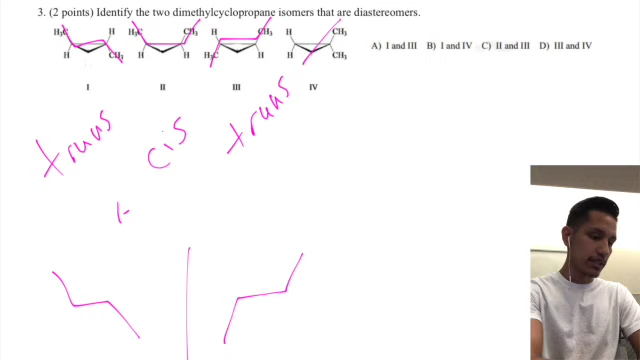 3. (2 points) Identify the two dimethylcyclopropane isomers that are diastereomers.
H₃C H H₃C CH₃ H CH₃ H CH₃
H CH₃ H H H₃C H H CH₃
A) I and III B) I and IV C) II and III D) III and IV
I II III IV
trans cis trans